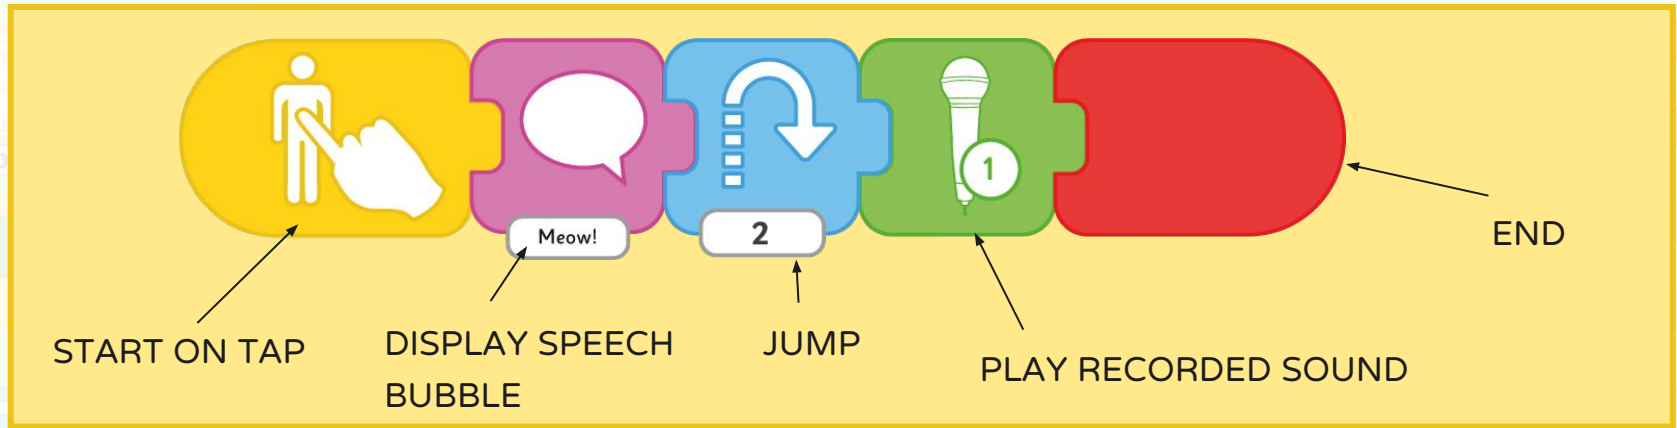 1
Meow!
2
END
START ON TAP
DISPLAY SPEECH
BUBBLE
JUMP
PLAY RECORDED SOUND